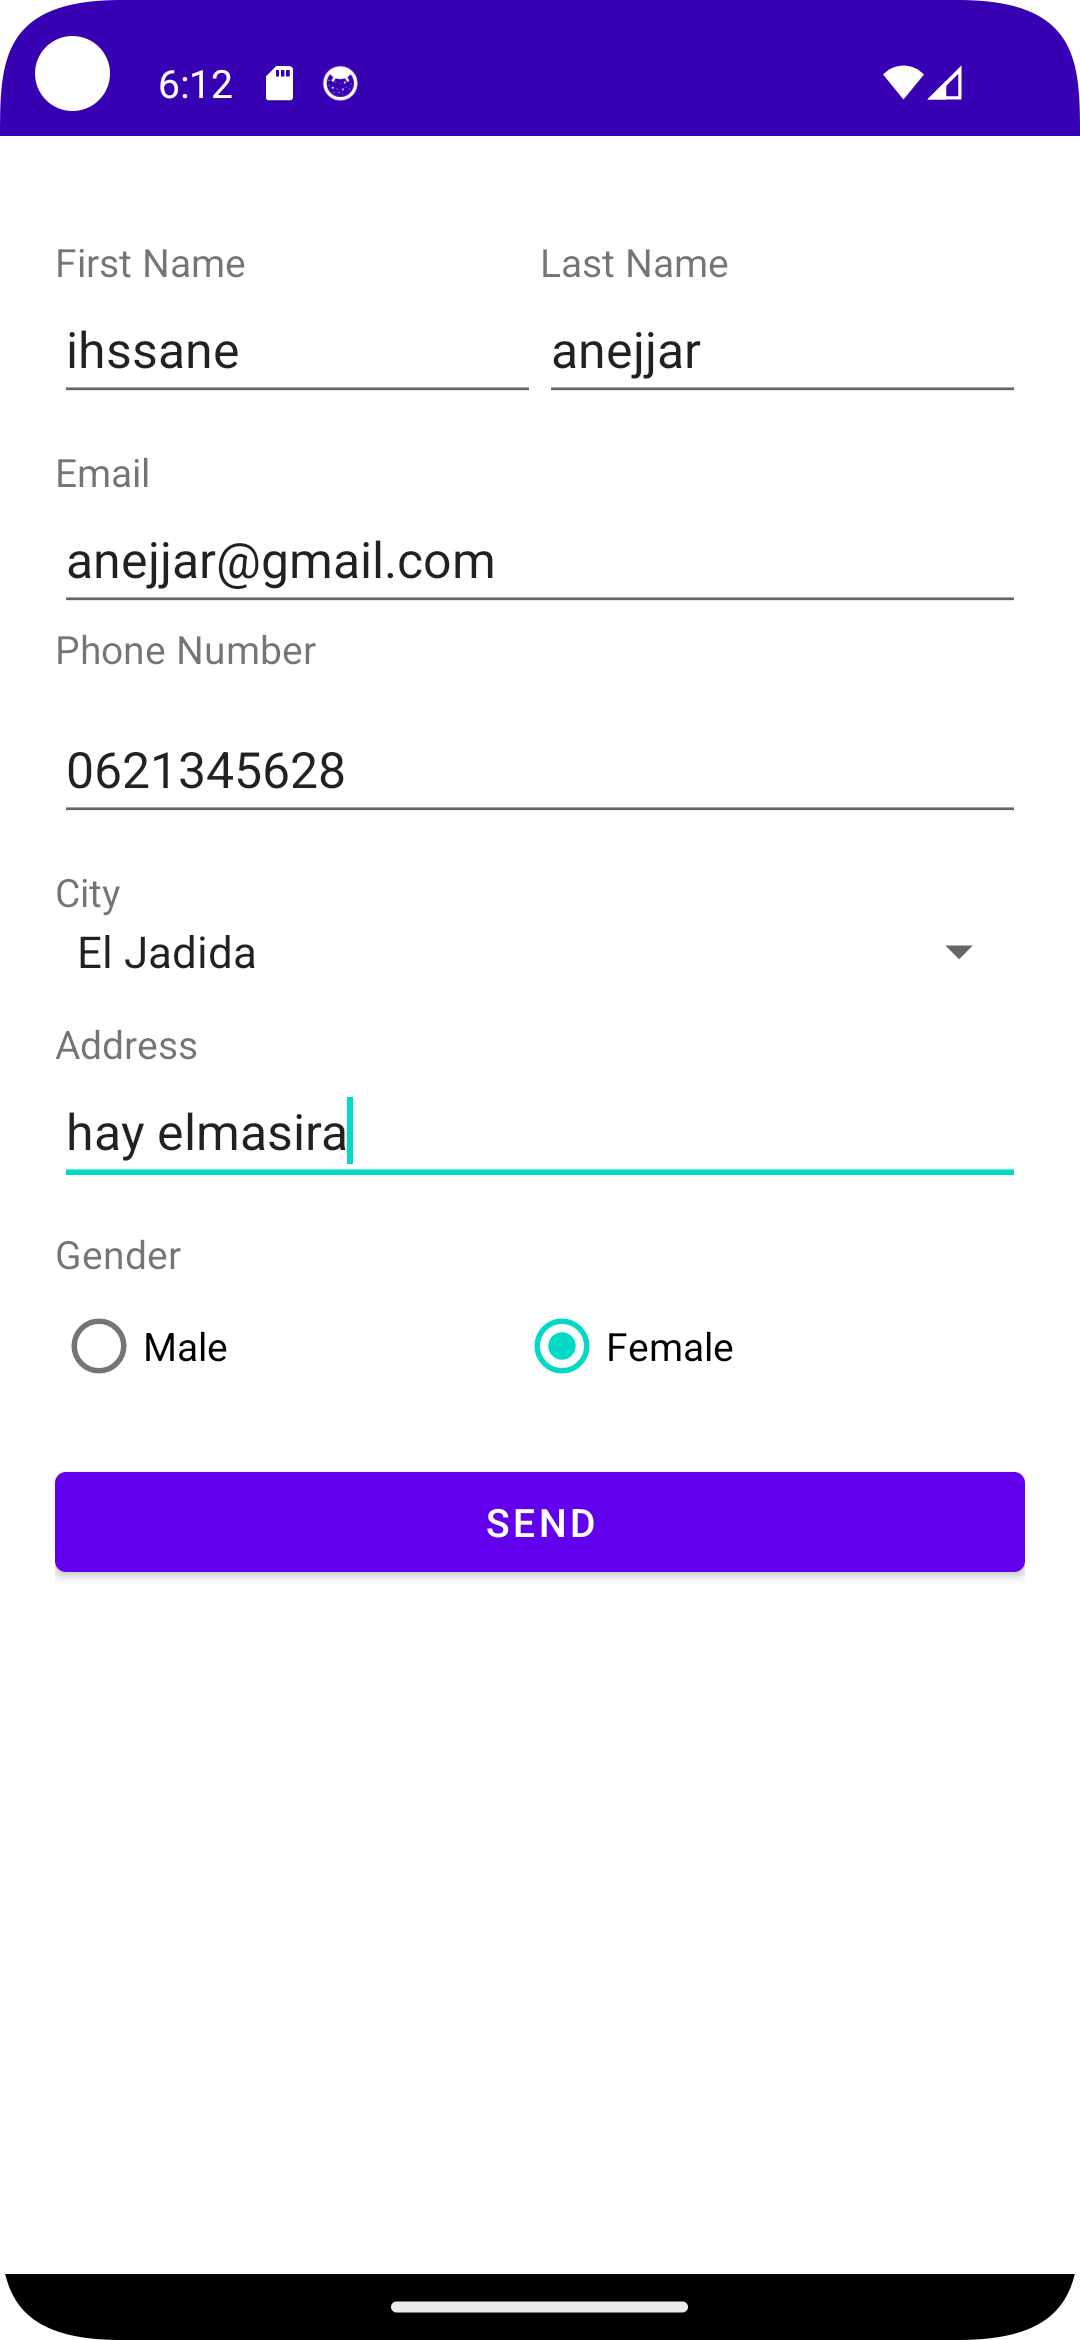 6:12
First Name Last Name
ihssane anejjar
Email
anejjar@gmail.com
Phone Number
0621345628
City
El Jadida
Address
hay elmasira
Gender
Male Female
SEND